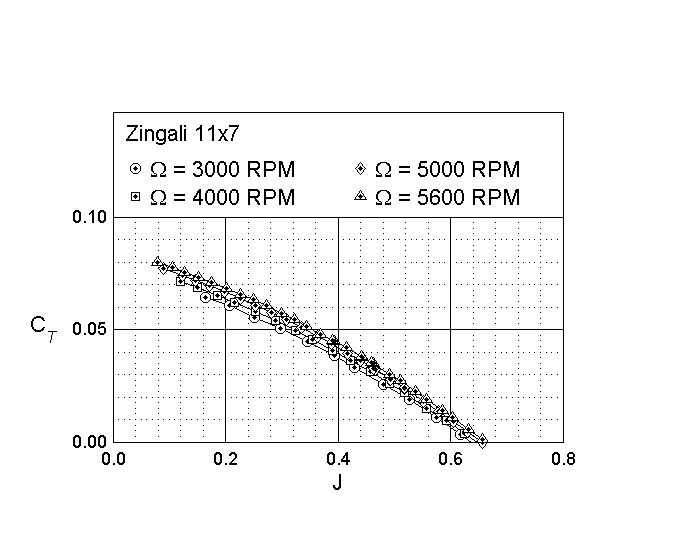 Zingali 11x7
Ω = 3000 RPM
Ω = 5000 RPM
Ω = 4000 RPM
Ω = 5600 RPM
0.10
0.05
0.00
C_T
0.0 0.2 0.4 0.6 0.8
J